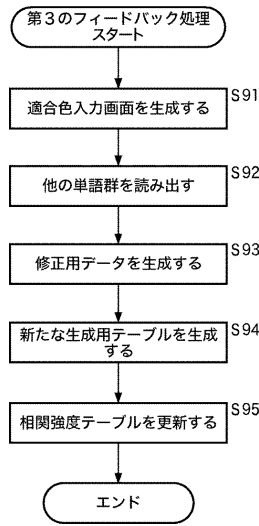 第３のフィードバック処理
スタート
適合色入力画面を生成する
S91
他の単語群を読み出す
S92
修正用データを生成する
S93
新たな生成用テーブルを生成
する
S94
相関強度テーブルを更新する
S95
エンド